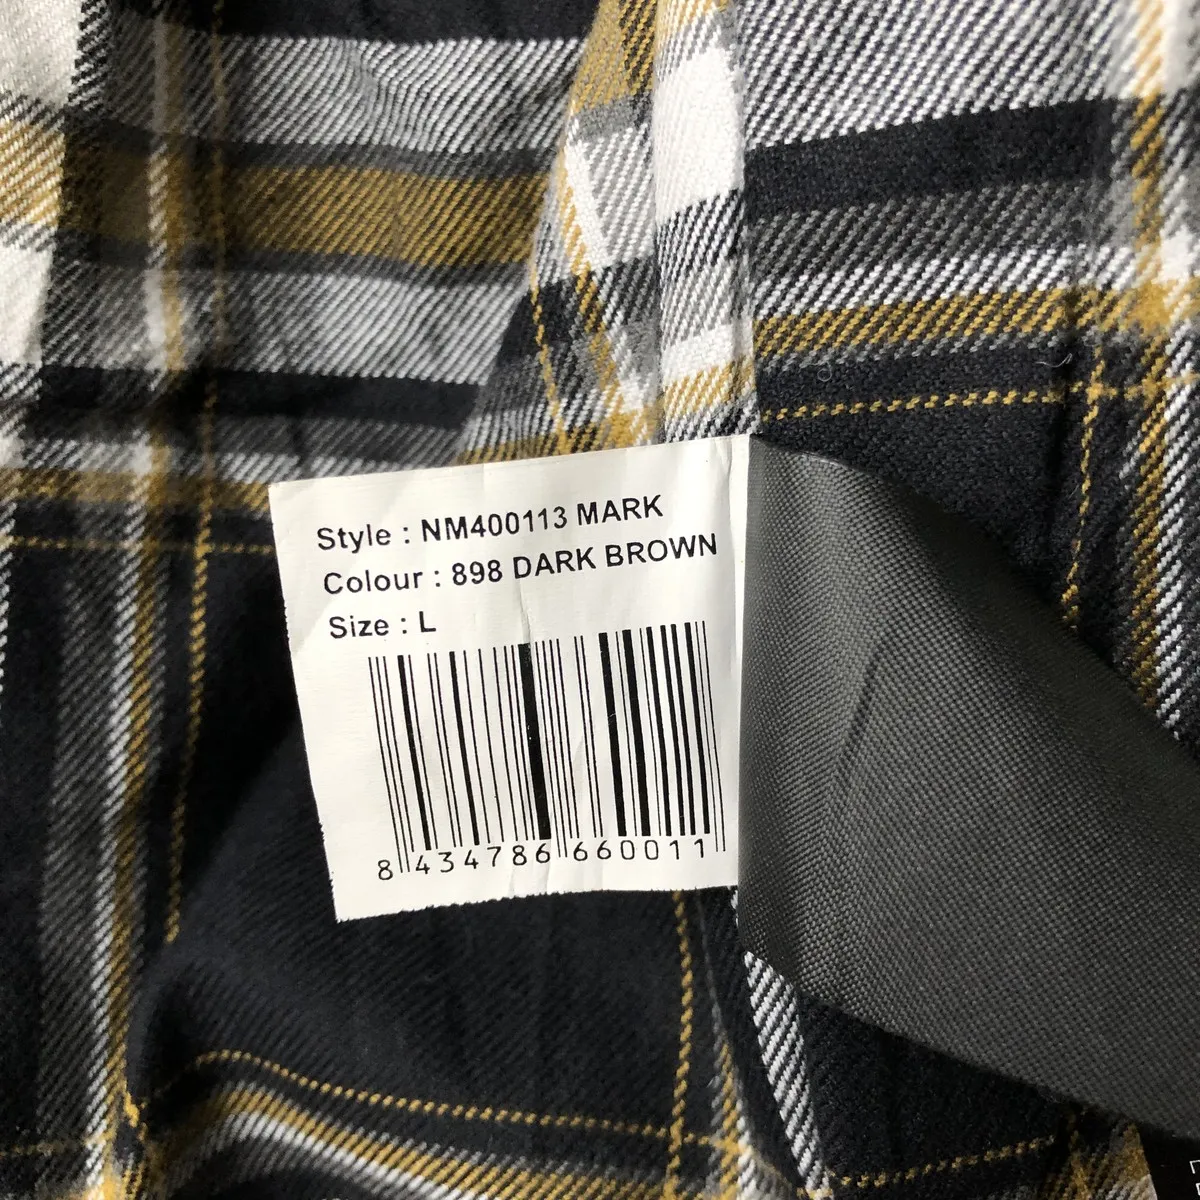 Style : NM400113 MARK
Colour : 898 DARK BROWN
Size : L
8 434786 660011